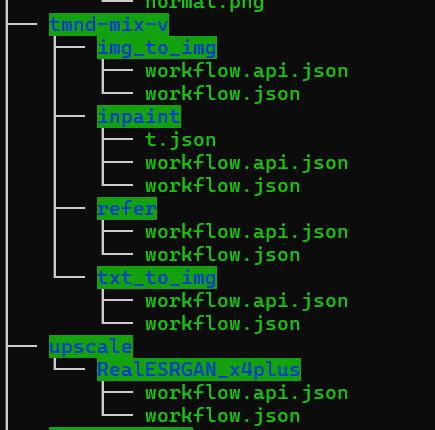 normal.png
tmnd-mix-v
img_to_img
workflow.api.json
workflow.json
inpaint
t.json
workflow.api.json
workflow.json
refer
workflow.api.json
workflow.json
txt_to_img
workflow.api.json
workflow.json
upscale
RealESRGAN_x4plus
workflow.api.json
workflow.json